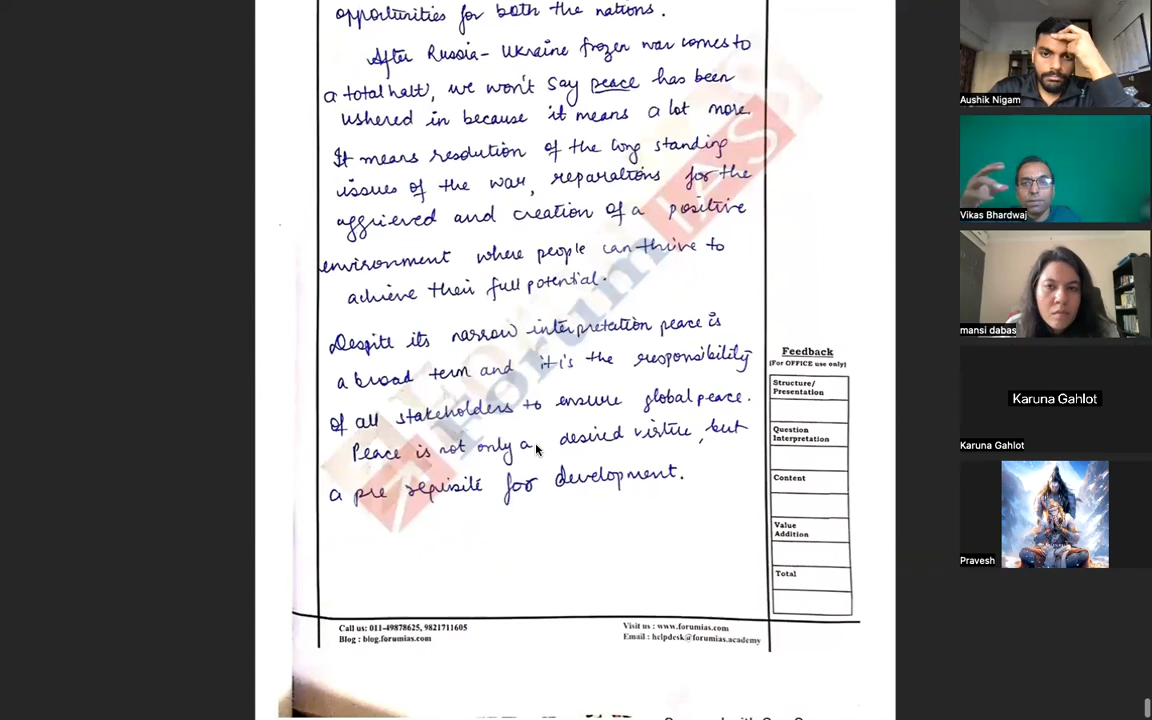 opportunities for both the nations.
After Russia - Ukraine frozen war comes to
a total halt, we won't say peace has been
ushered in because it means a lot more.
It means resolution of the long standing
issues of the war, reparations for the
aggrieved and creation of a positive
environment where people can thrive to
achieve their full potential.
Despite its narrow interpretation peace is
a broad term and it is the responsibility
of all stakeholders to ensure global peace.
Peace is not only a desired virtue, but
a pre requisite for development.
Forum IAS
Feedback
(For OFFICE use only)
Structure/
Presentation
Question
Interpretation
Content
Value
Addition
Total
Call us: 011-49878625, 9821711605
Blog : blog.forumias.com
Visit us : www.forumias.com
Email : helpdesk@forumias.academy
Aushik Nigam
Vikas Bhardwaj
mansi dabas
Karuna Gahlot
Karuna Gahlot
Pravesh